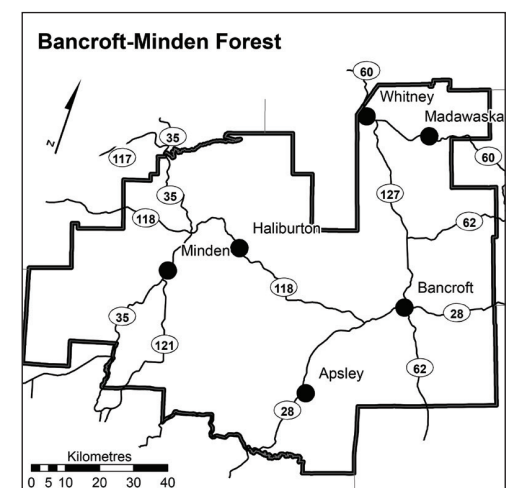 Bancroft-Minden Forest
60
Whitney
Madawaska
N
35
117
60
35
127
118
62
Haliburton
Minden
118
Bancroft
28
35
121
62
Apsley
28
Kilometres
0 5 10 20 30 40